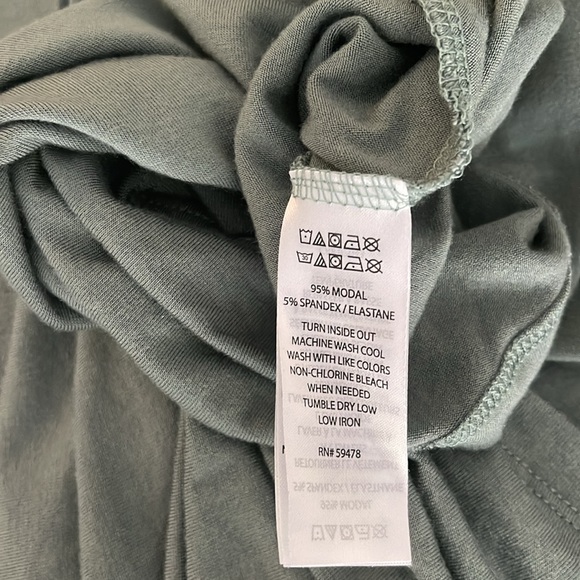 95% MODAL
5% SPANDEX / ELASTANE
TURN INSIDE OUT
MACHINE WASH COOL
WASH WITH LIKE COLORS
NON-CHLORINE BLEACH
WHEN NEEDED
TUMBLE DRY LOW
LOW IRON
RN# 59478